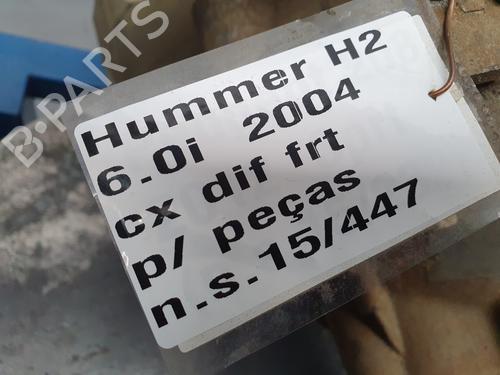 B-PARTS
Hummer H2
6.0i 2004
cx dif frt
p/ peças
n.s.15/447